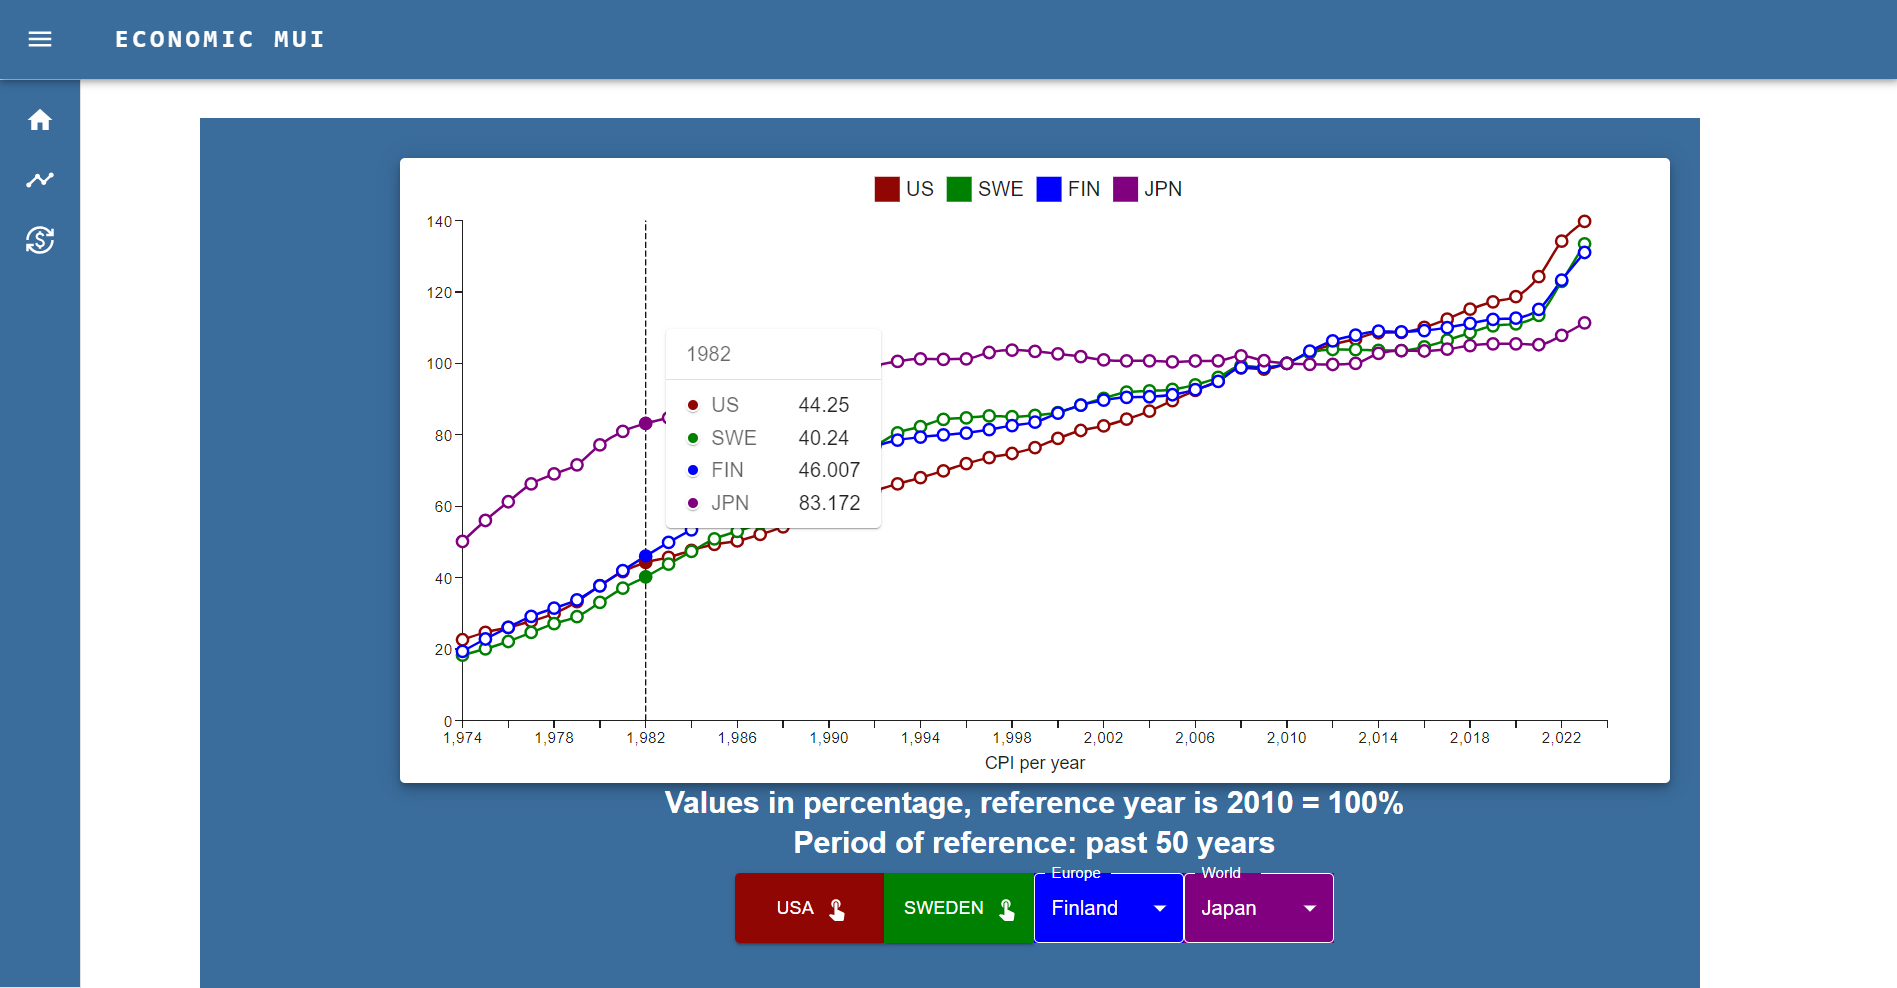 ECONOMIC MUI
US SWE FIN JPN
140
120
100
80
60
40
20
0
1982
US 44.25
SWE 40.24
FIN 46.007
JPN 83.172
1,974 1,978 1,982 1,986 1,990 1,994 1,998 2,002 2,006 2,010 2,014 2,018 2,022
CPI per year
Values in percentage, reference year is 2010 = 100%
Period of reference: past 50 years
Europe World
USA SWEDEN Finland Japan